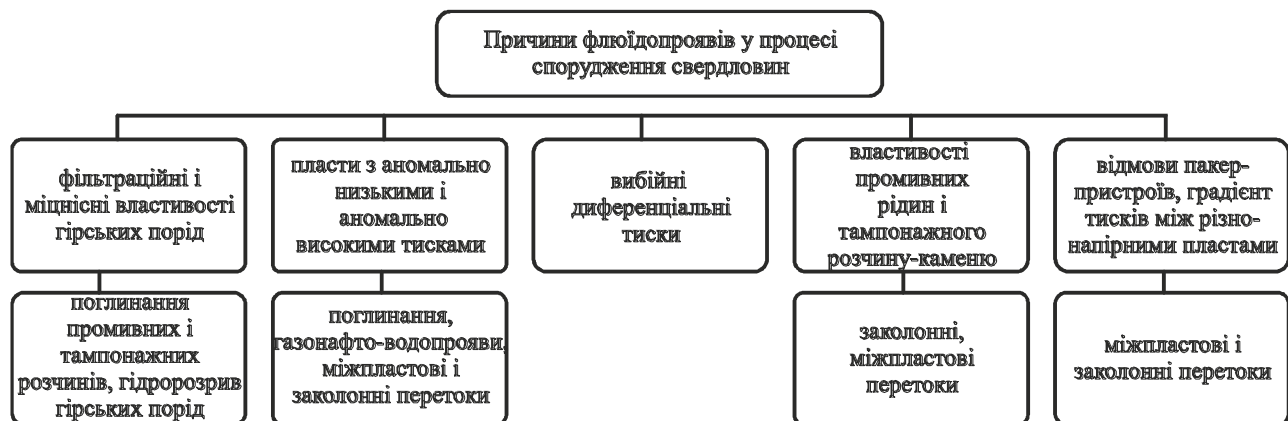 Причини флюїдопроявів у процесі
спорудження свердловин
фільтраційні і
міцнісні властивості
гірських порід
пласти з аномально
низькими і
аномально
високими тисками
вибійні
диференціальні
тиски
властивості
промивних
рідин і
тампонажного
розчину-каменю
відмови пакер-
пристроїв, градієнт
тисків між різно-
напірними пластами
поглинання
промивних і
тампонажних
розчинів, гідророзрив
гірських порід
поглинання,
газонафто-водопрояви,
міжпластові і
заколонні перетоки
заколонні,
міжпластові
перетоки
міжпластові і
заколонні перетоки